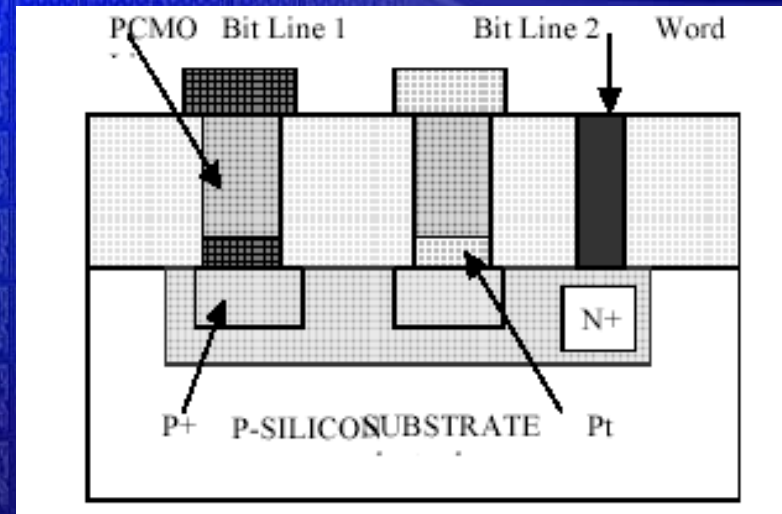 PCMO Bit Line 1 Bit Line 2 Word
N+
P+ P-SILICON SUBSTRATE Pt